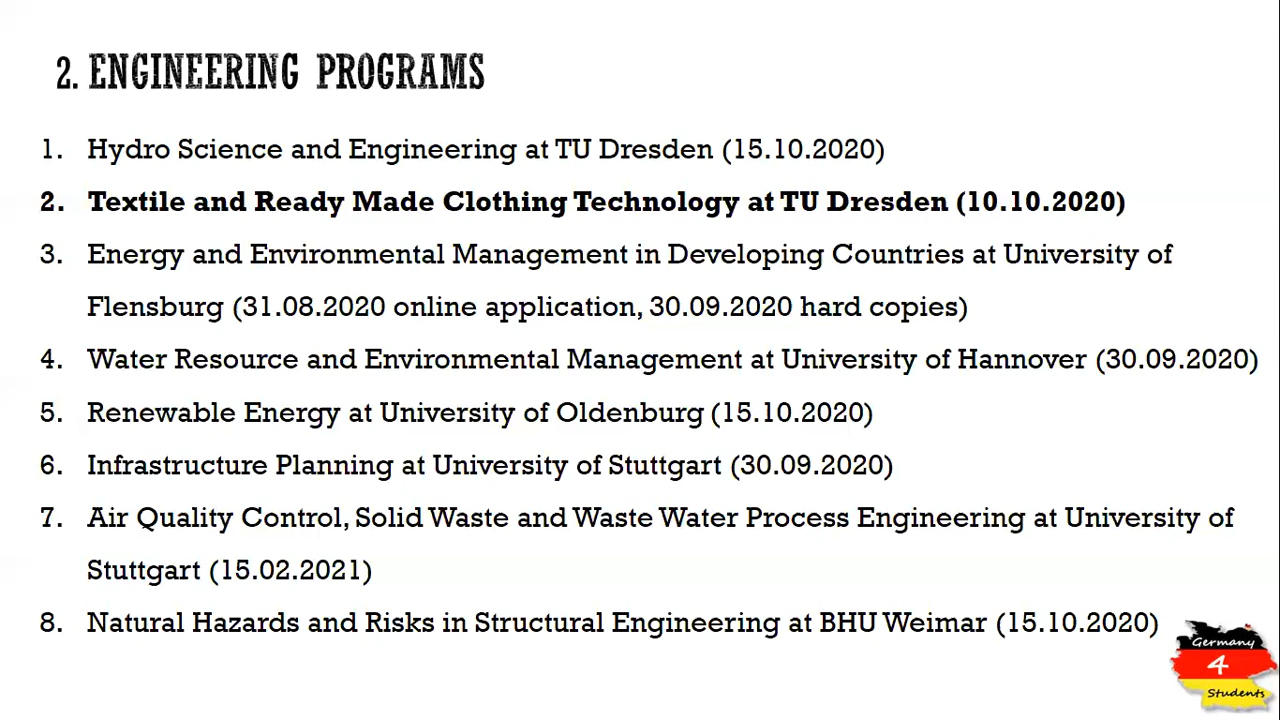 2. ENGINEERING PROGRAMS
1. Hydro Science and Engineering at TU Dresden (15.10.2020)
2. Textile and Ready Made Clothing Technology at TU Dresden (10.10.2020)
3. Energy and Environmental Management in Developing Countries at University of
Flensburg (31.08.2020 online application, 30.09.2020 hard copies)
4. Water Resource and Environmental Management at University of Hannover (30.09.2020)
5. Renewable Energy at University of Oldenburg (15.10.2020)
6. Infrastructure Planning at University of Stuttgart (30.09.2020)
7. Air Quality Control, Solid Waste and Waste Water Process Engineering at University of
Stuttgart (15.02.2021)
8. Natural Hazards and Risks in Structural Engineering at BHU Weimar (15.10.2020)
Germany
4
Students